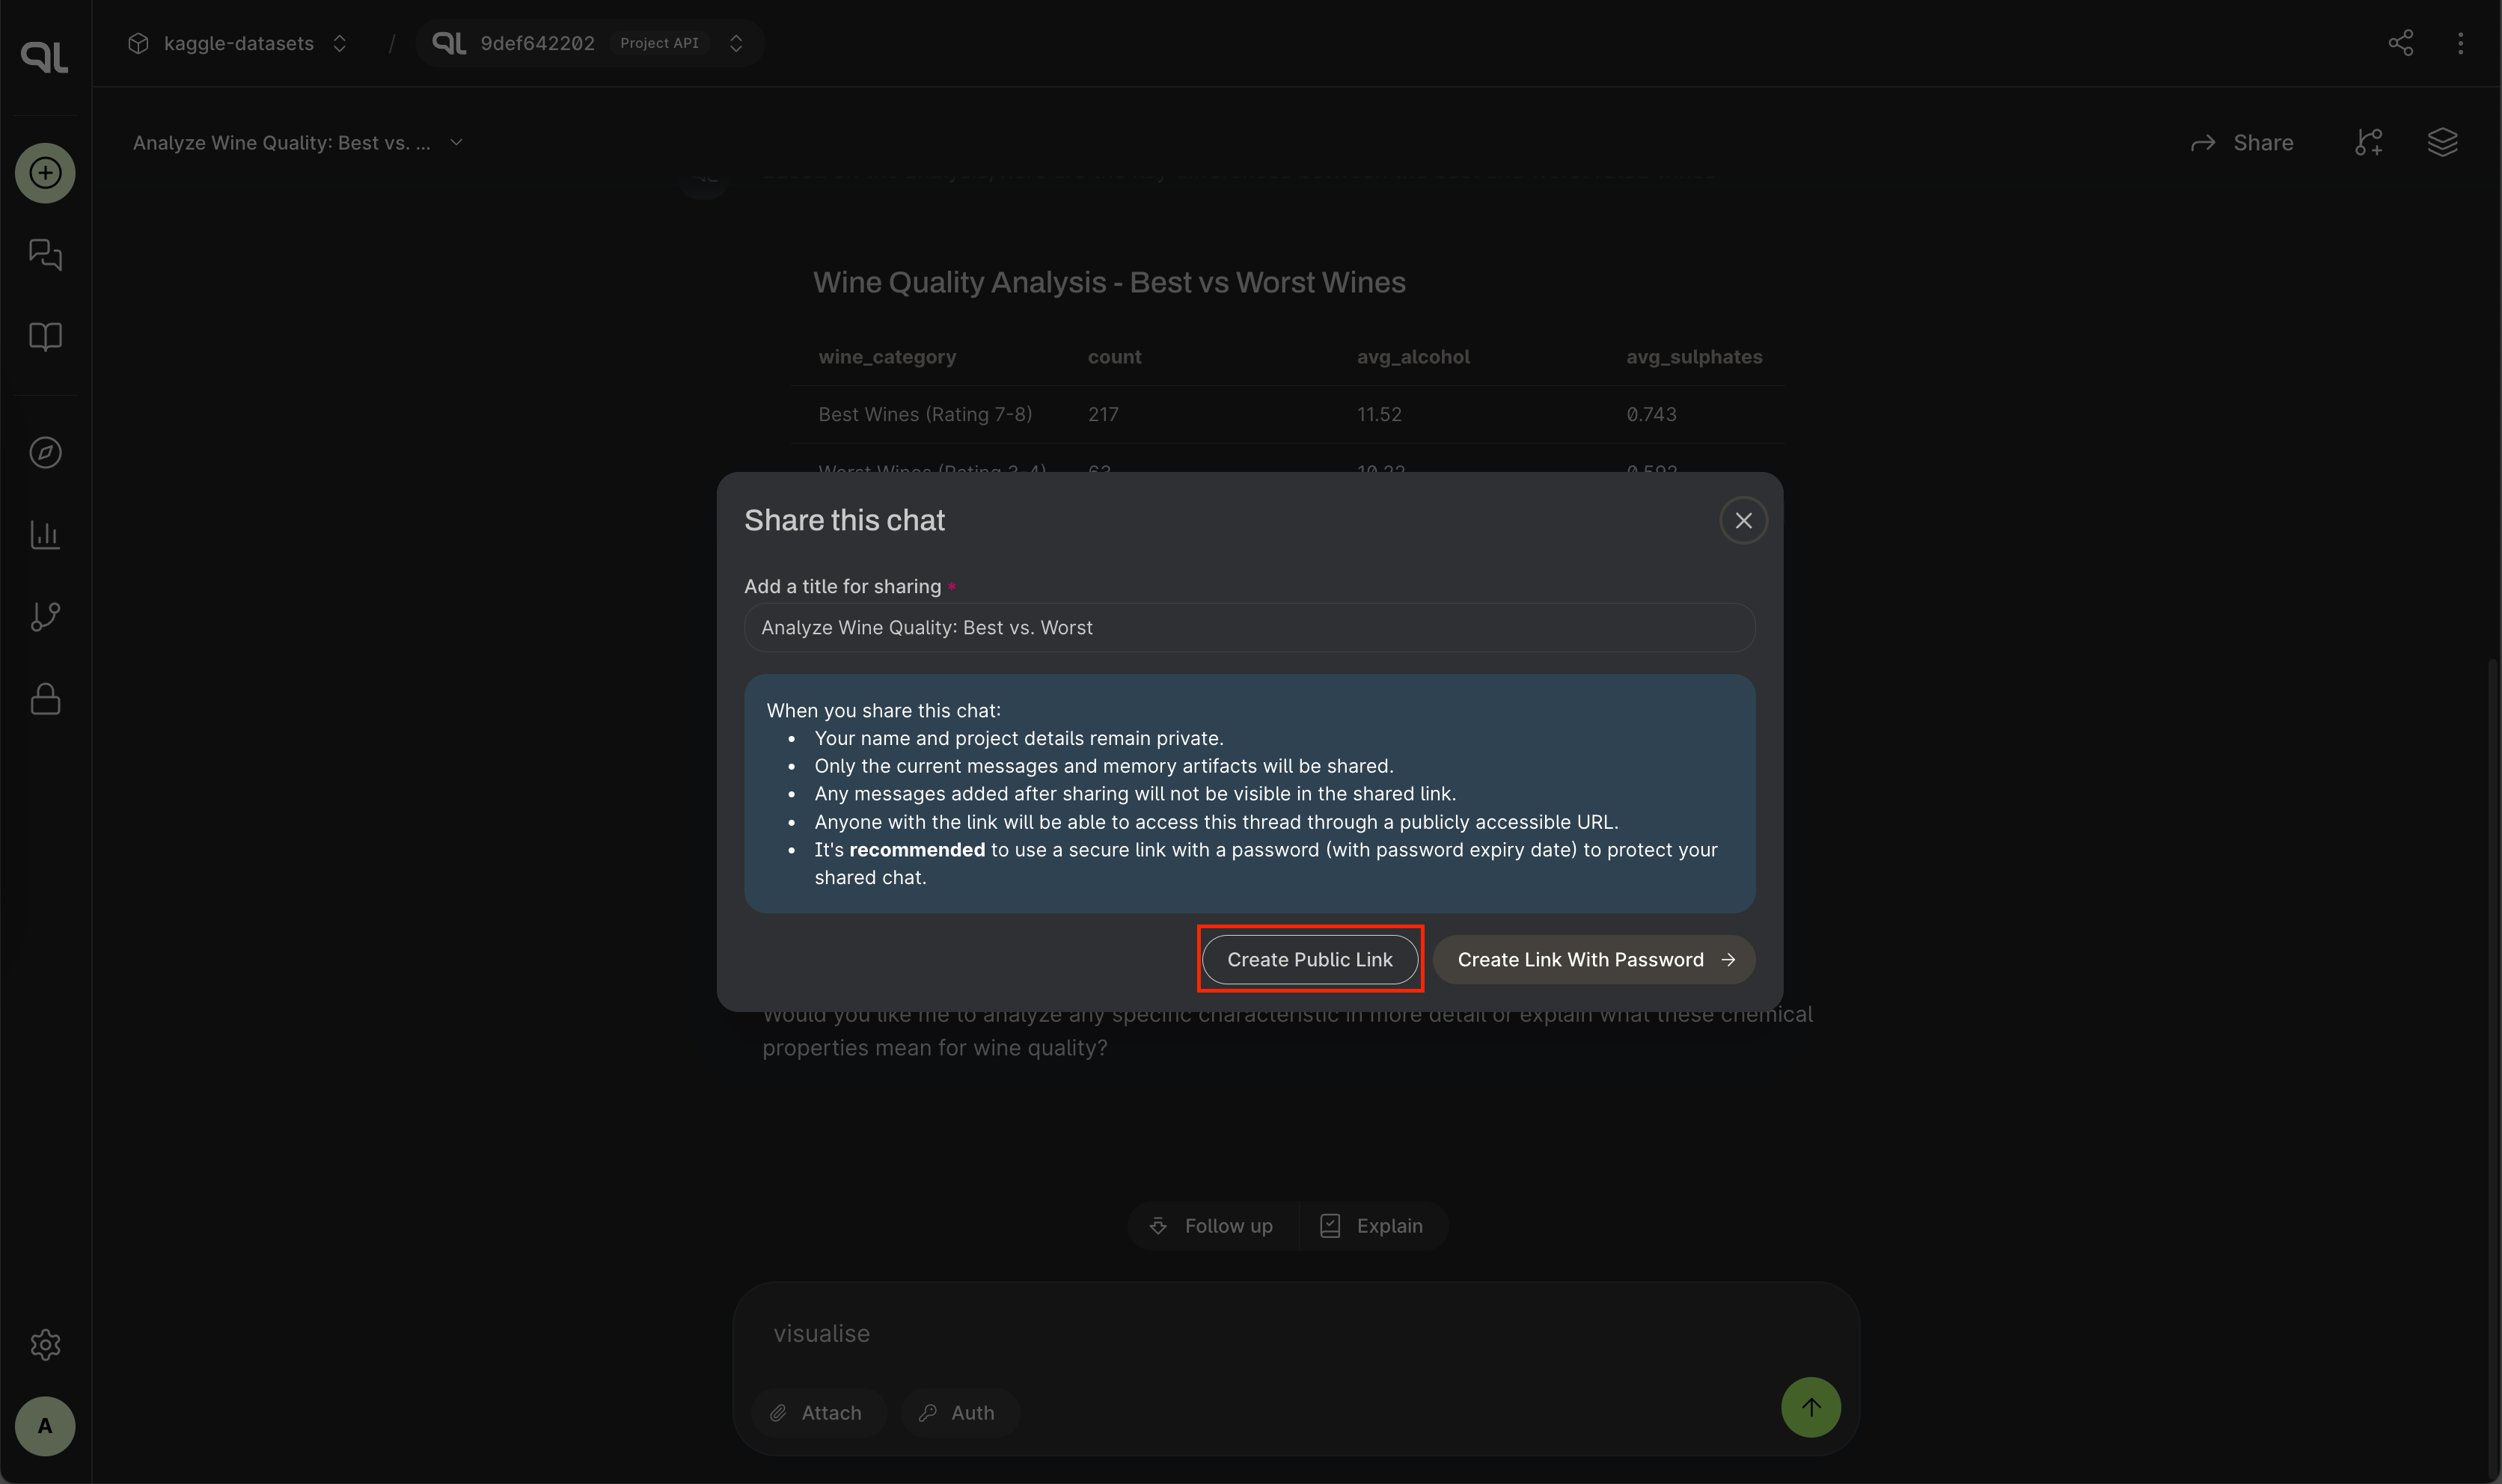 kaggle-datasets / 9def642202 Project API
Analyze Wine Quality: Best vs. ...
Share
Wine Quality Analysis - Best vs Worst Wines
wine_category count avg_alcohol avg_sulphates
Best Wines (Rating 7-8) 217 11.52 0.743
Worst Wines (Rating 3-4) 63 10.22 0.592
Share this chat
Add a title for sharing *
Analyze Wine Quality: Best vs. Worst
When you share this chat:
• Your name and project details remain private.
• Only the current messages and memory artifacts will be shared.
• Any messages added after sharing will not be visible in the shared link.
• Anyone with the link will be able to access this thread through a publicly accessible URL.
• It's recommended to use a secure link with a password (with password expiry date) to protect your
shared chat.
Create Public Link
Create Link With Password
Would you like me to analyze any specific characteristic in more detail or explain what these chemical
properties mean for wine quality?
Follow up
Explain
visualise
Attach
Auth
A